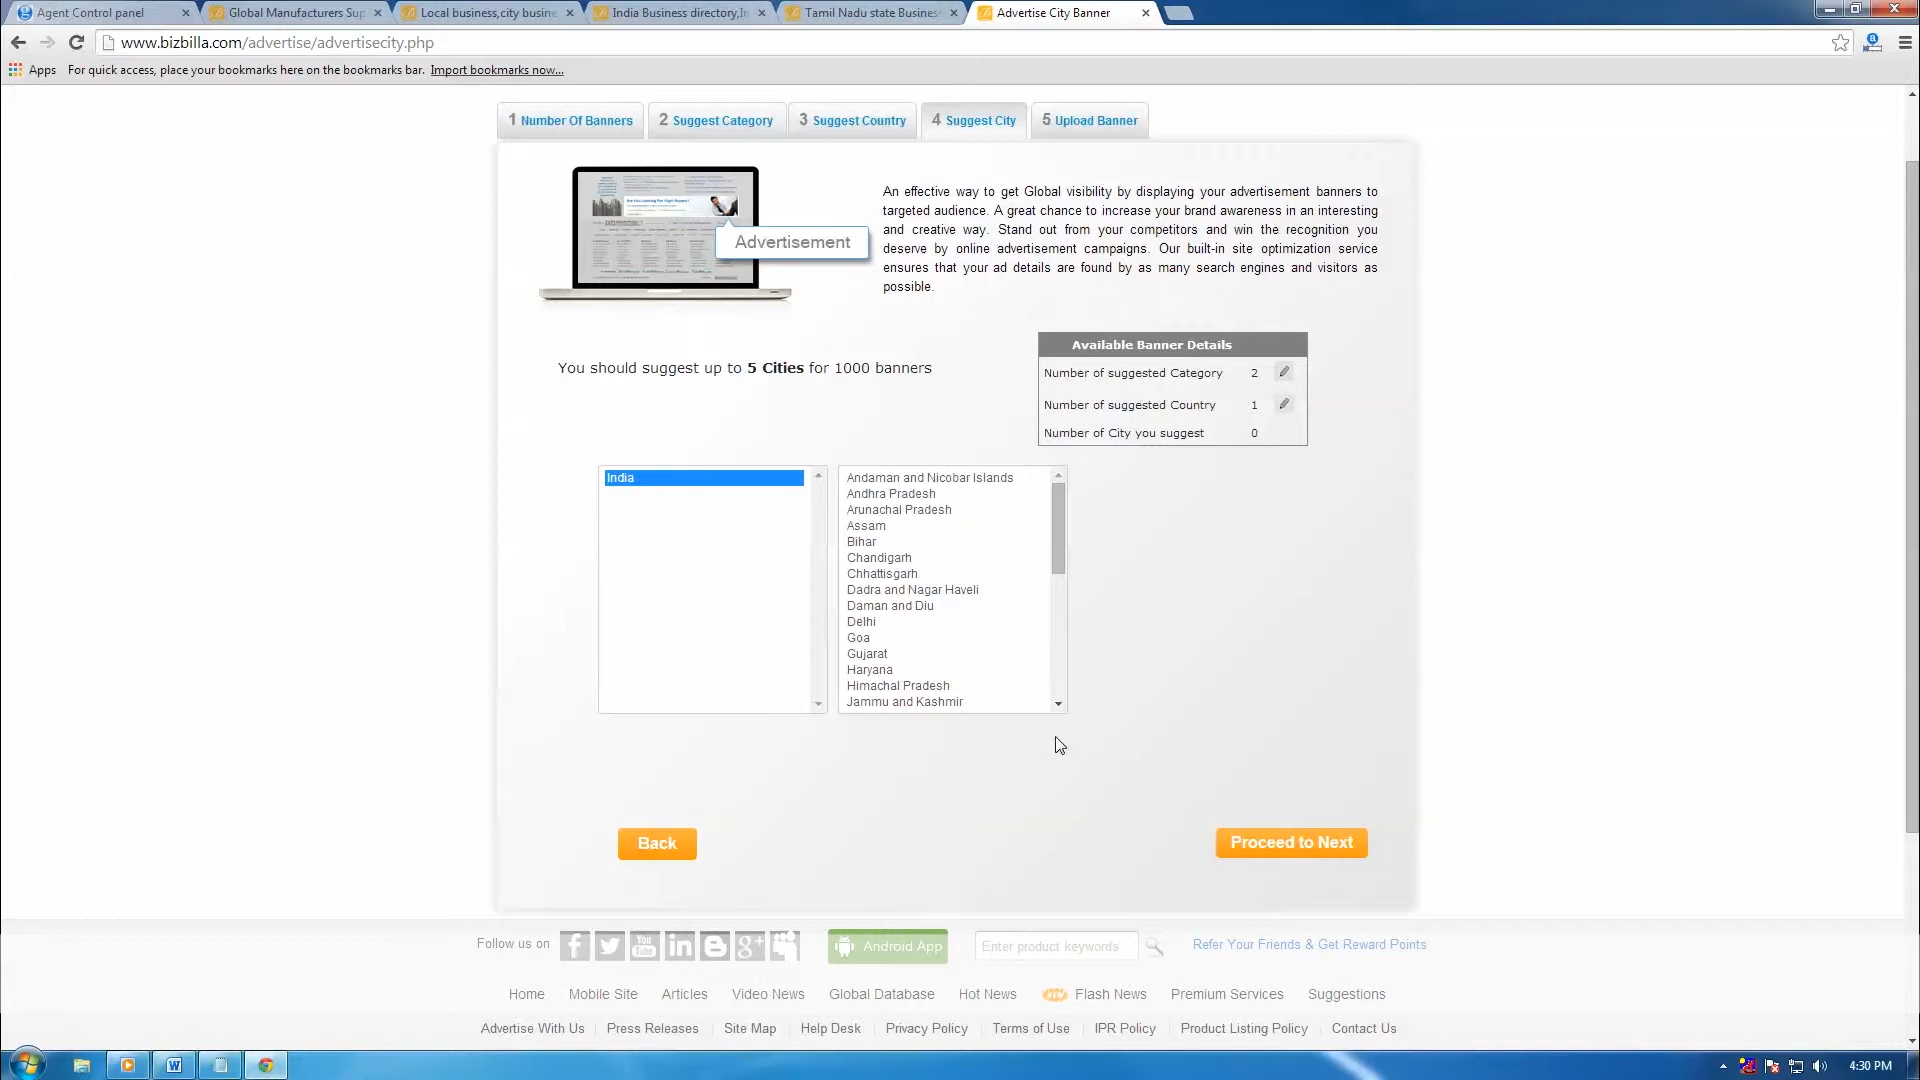 Agent Control panel
Global Manufacturers Sup
Local business,city busine
India Business directory,In
Tamil Nadu state Business
Advertise City Banner
www.bizbilla.com/advertise/advertisecity.php
Apps For quick access, place your bookmarks here on the bookmarks bar. Import bookmarks now...
1 Number Of Banners
2 Suggest Category
3 Suggest Country
4 Suggest City
5 Upload Banner
Advertisement
An effective way to get Global visibility by displaying your advertisement banners to
targeted audience. A great chance to increase your brand awareness in an interesting
and creative way. Stand out from your competitors and win the recognition you
deserve by online advertisement campaigns. Our built-in site optimization service
ensures that your ad details are found by as many search engines and visitors as
possible.
You should suggest up to 5 Cities for 1000 banners
Available Banner Details
Number of suggested Category 2
Number of suggested Country 1
Number of City you suggest 0
India
Andaman and Nicobar Islands
Andhra Pradesh
Arunachal Pradesh
Assam
Bihar
Chandigarh
Chhattisgarh
Dadra and Nagar Haveli
Daman and Diu
Delhi
Goa
Gujarat
Haryana
Himachal Pradesh
Jammu and Kashmir
Back
Proceed to Next
Follow us on
You Tube
Android App
Enter product keywords
Refer Your Friends & Get Reward Points
Home Mobile Site Articles Video News Global Database Hot News Flash News Premium Services Suggestions
Advertise With Us Press Releases Site Map Help Desk Privacy Policy Terms of Use IPR Policy Product Listing Policy Contact Us
4:30 PM